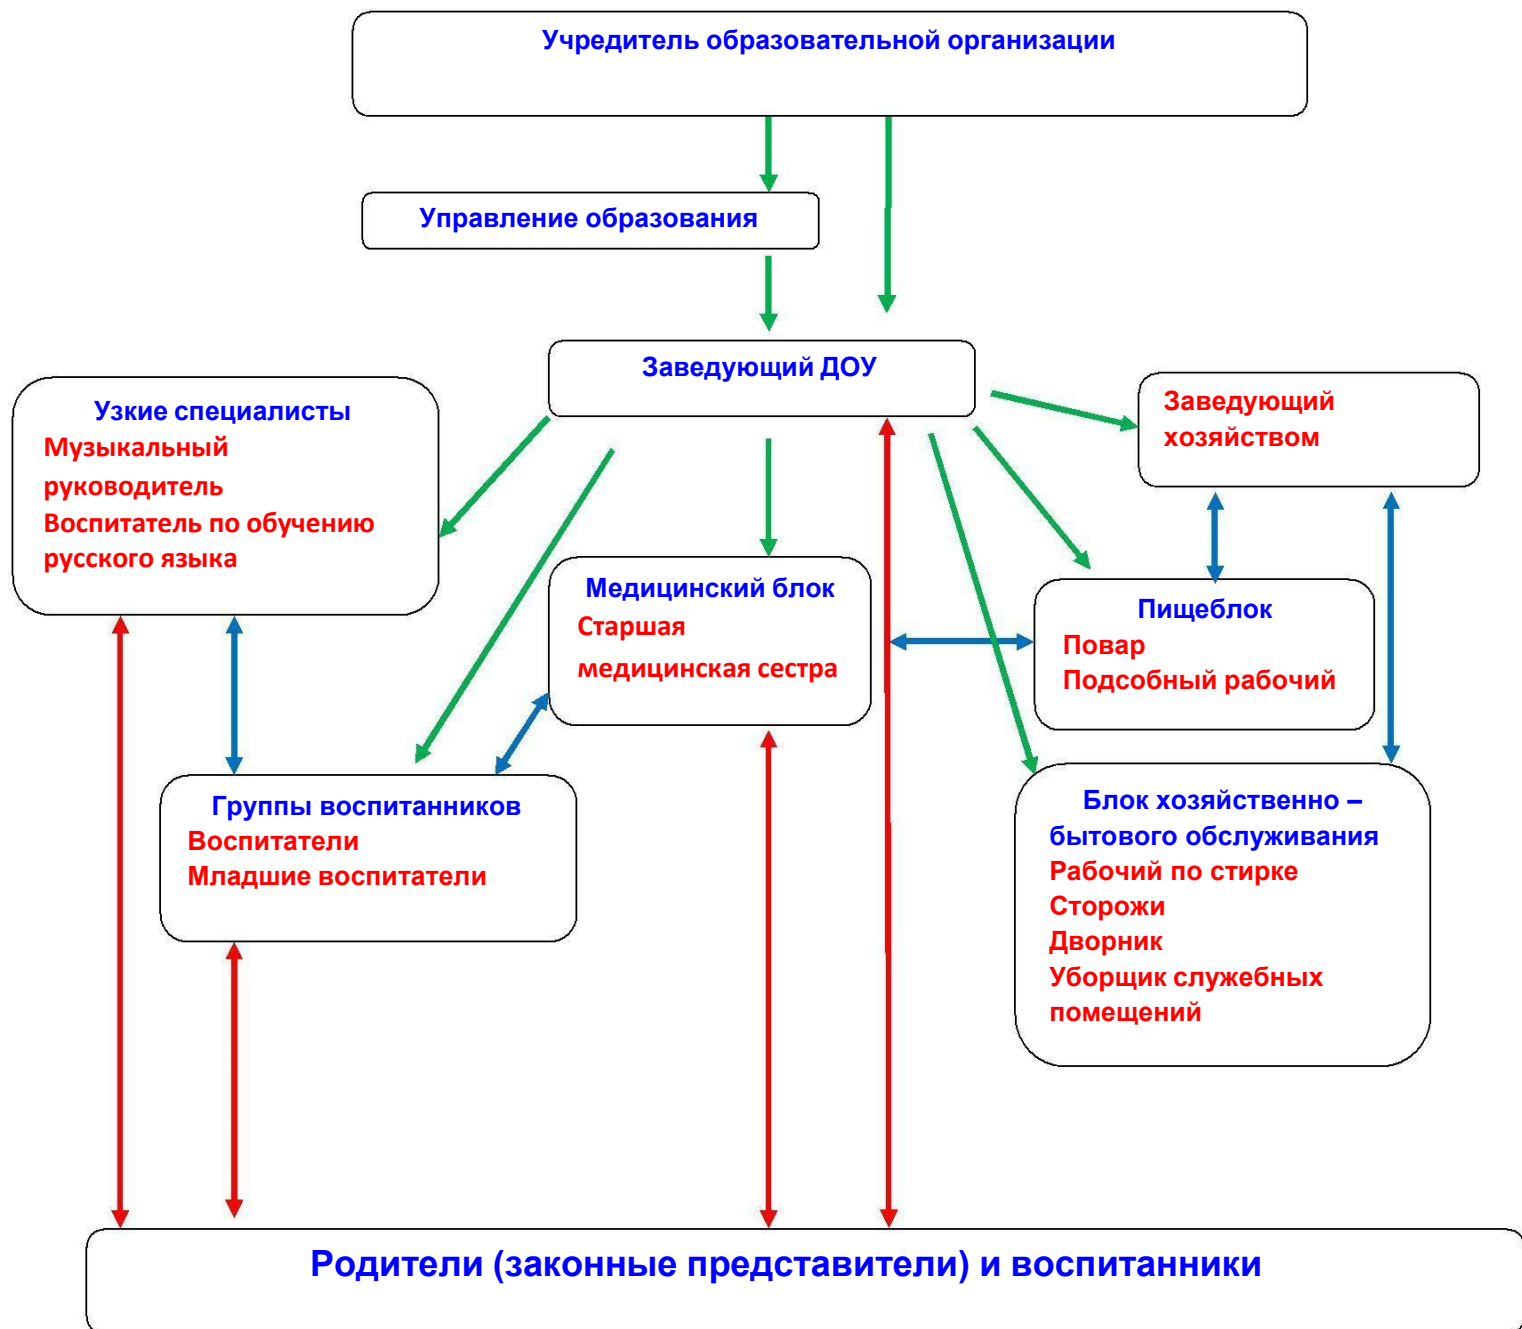 Учредитель образовательной организации
Управление образования
Заведующий ДОУ
Узкие специалисты
Музыкальный
руководитель
Воспитатель по обучению
русского языка
Заведующий
хозяйством
Медицинский блок
Старшая
медицинская сестра
Пищеблок
Повар
Подсобный рабочий
Группы воспитанников
Воспитатели
Младшие воспитатели
Блок хозяйственно –
бытового обслуживания
Рабочий по стирке
Сторожи
Дворник
Уборщик служебных
помещений
Родители (законные представители) и воспитанники